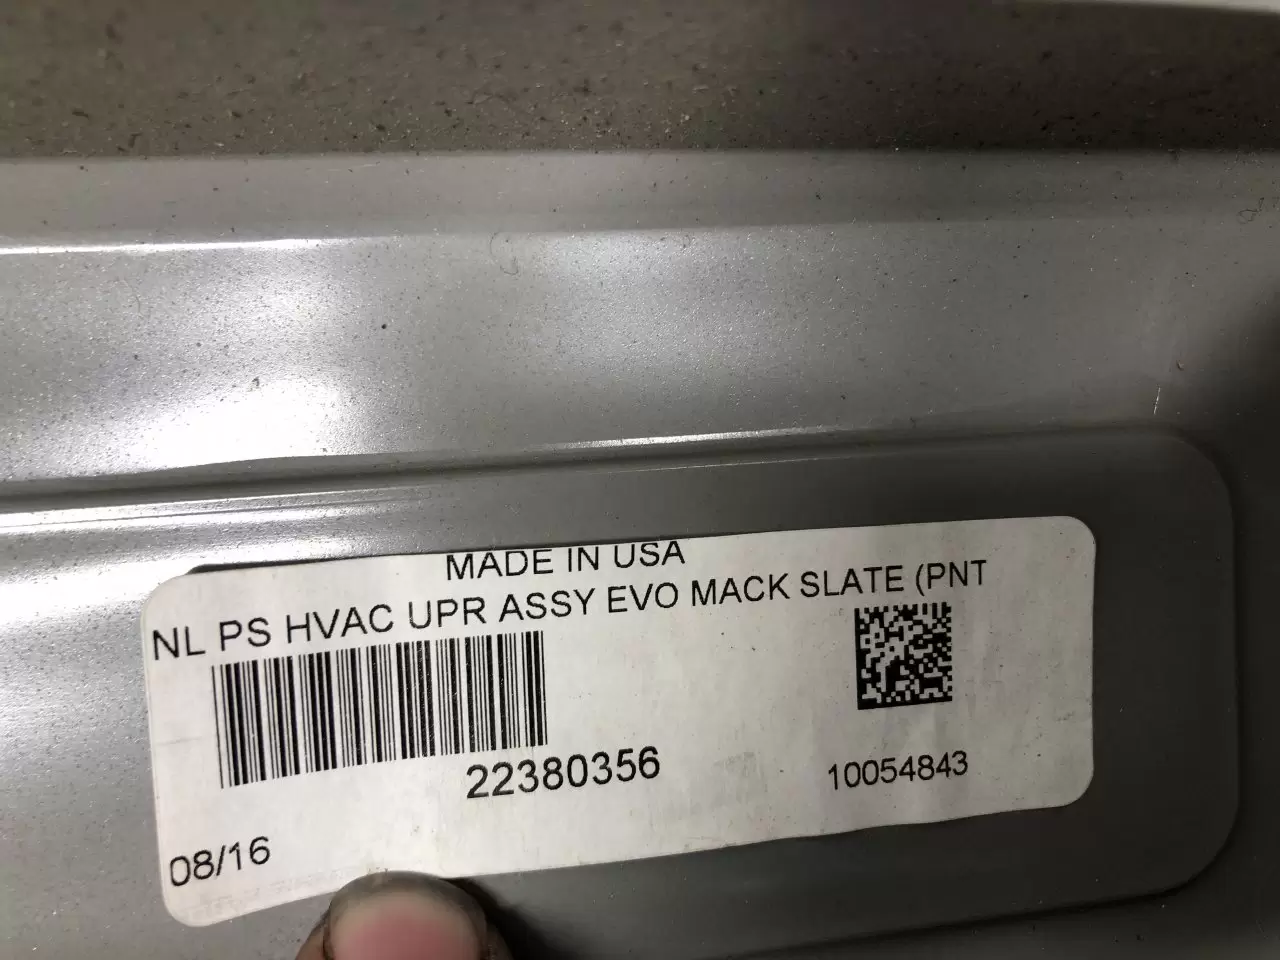 MADE IN USA
NL PS HVAC UPR ASSY EVO MACK SLATE (PNT
22380356
10054843
08/16